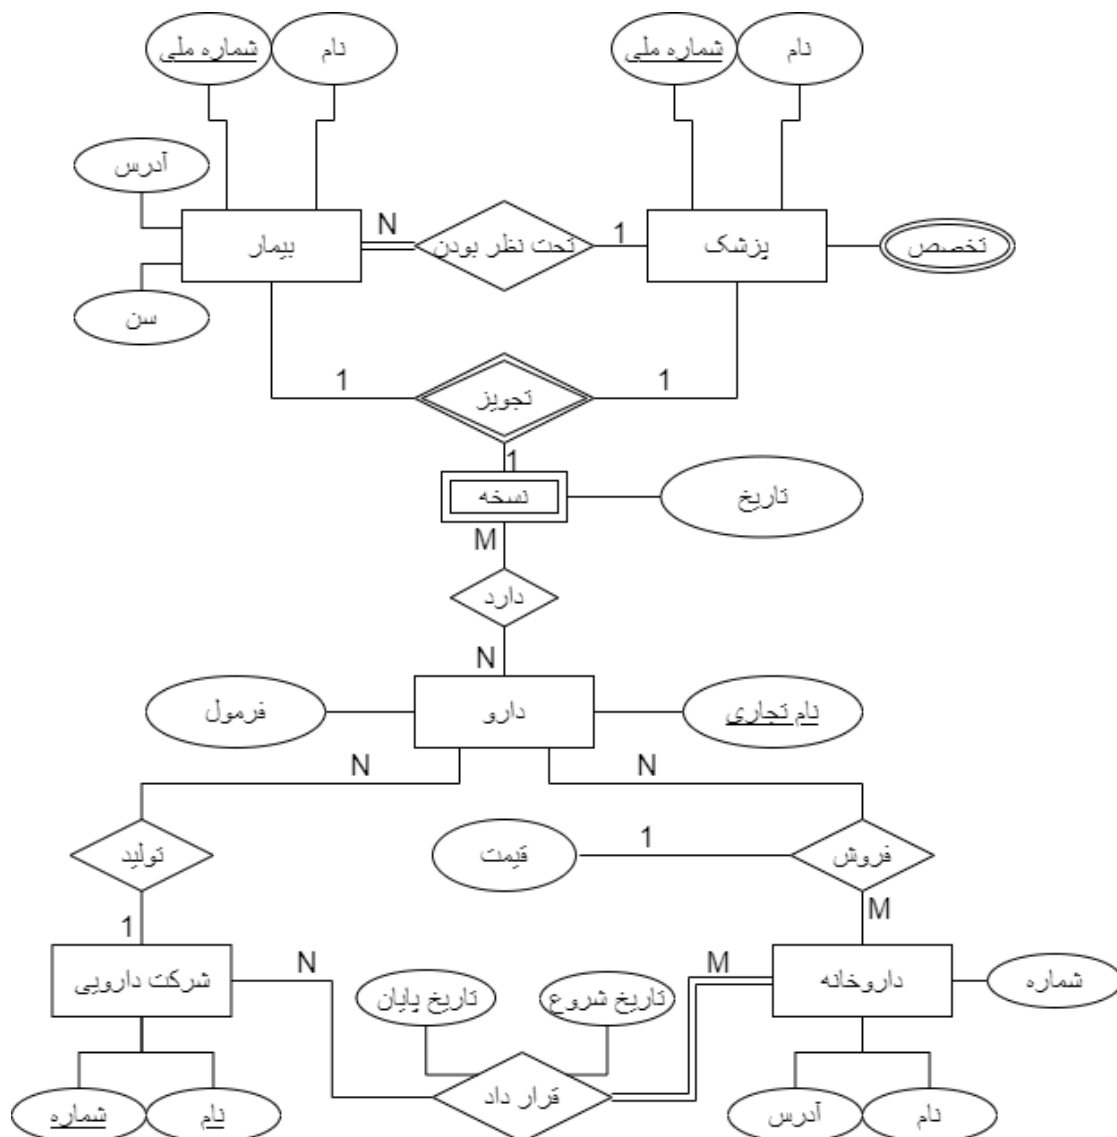 شماره ملی
نام
شماره ملی
نام
آدرس
بیمار
N
تحت نظر بودن
1
پزشک
تخصص
سن
1
تجویز
1
1
نسخه
تاریخ
M
دارد
N
فرمول
دارو
نام تجاری
N
N
تولید
قیمت
1
فروش
1
M
شرکت دارویی
N
تاریخ پایان
تاریخ شروع
M
داروخانه
شماره
شماره
نام
قرار داد
آدرس
نام